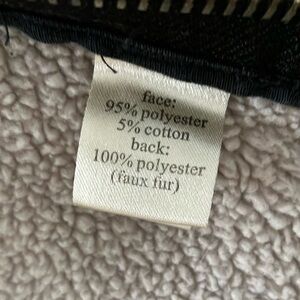 face:
95% polyester
5% cotton
back:
100% polyester
(faux fur)